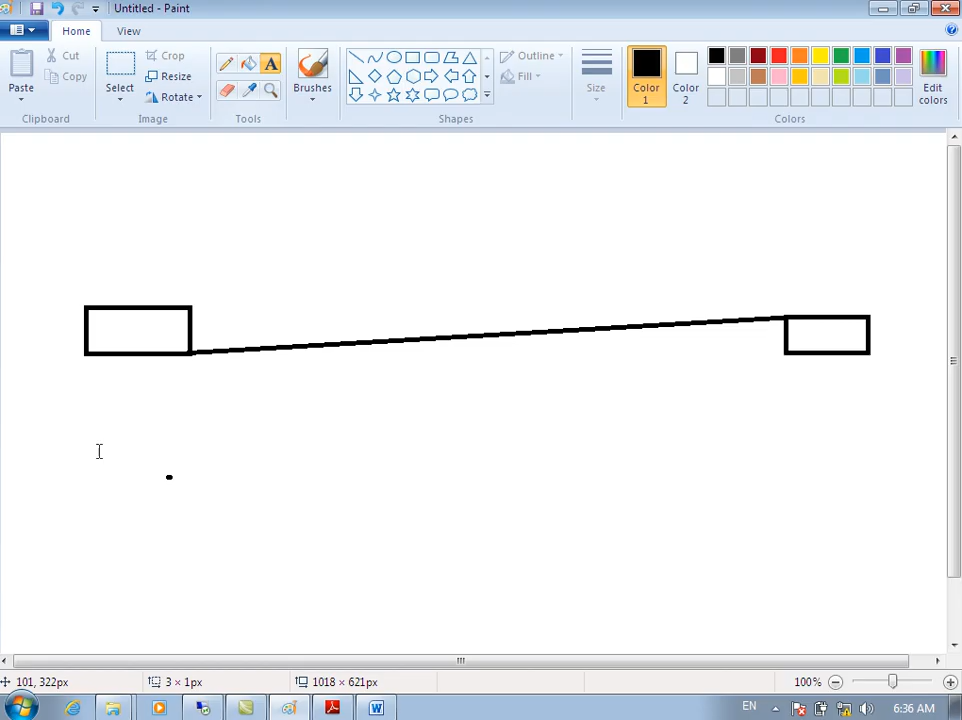 Untitled - Paint
Home View
Paste Cut Copy Clipboard
Select Crop Resize Rotate Image
A Tools
Brushes
Outline Fill Shapes
Size
Color 1 Color 2 Edit colors Colors
101, 322px 3 × 1px 1018 × 621px 100%
EN 6:36 AM